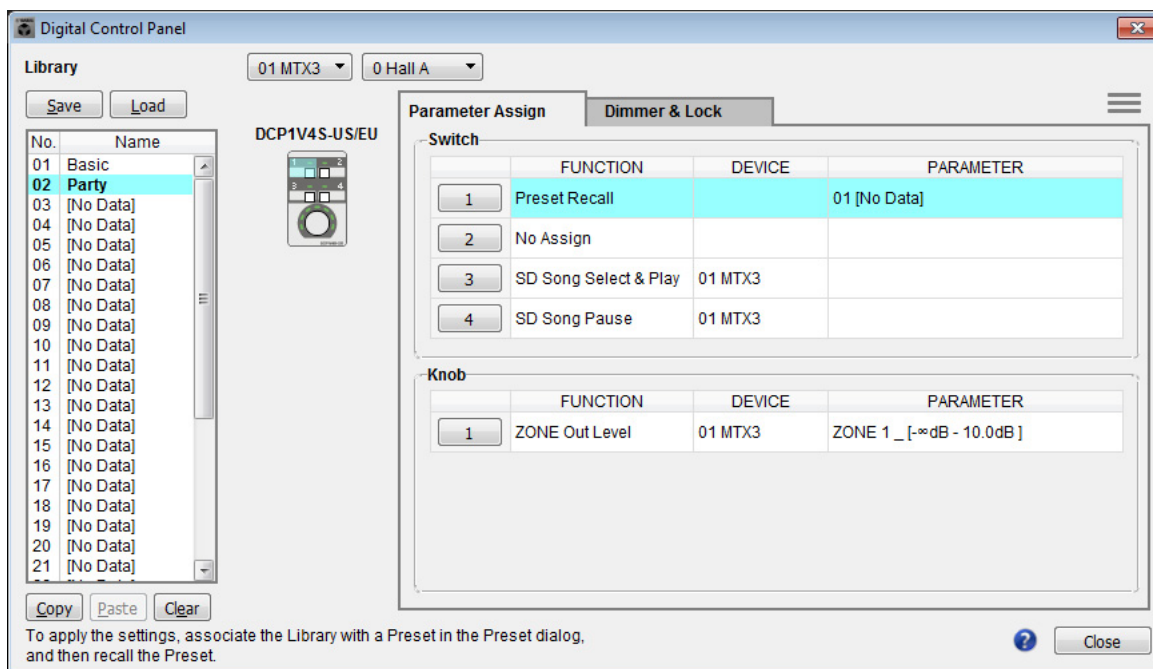 Digital Control Panel
Library
01 MTX3
0 Hall A
Save
Load
No. Name
01 Basic
02 Party
03 [No Data]
04 [No Data]
05 [No Data]
06 [No Data]
07 [No Data]
08 [No Data]
09 [No Data]
10 [No Data]
11 [No Data]
12 [No Data]
13 [No Data]
14 [No Data]
15 [No Data]
16 [No Data]
17 [No Data]
18 [No Data]
19 [No Data]
20 [No Data]
21 [No Data]
Copy
Paste
Clear
DCP1V4S-US/EU
1 2
3 4
Parameter Assign
Dimmer & Lock
Switch
FUNCTION DEVICE PARAMETER
1 Preset Recall 01 [No Data]
2 No Assign
3 SD Song Select & Play 01 MTX3
4 SD Song Pause 01 MTX3
Knob
FUNCTION DEVICE PARAMETER
1 ZONE Out Level 01 MTX3 ZONE 1 _ [-∞dB - 10.0dB ]
To apply the settings, associate the Library with a Preset in the Preset dialog,
and then recall the Preset.
?
Close